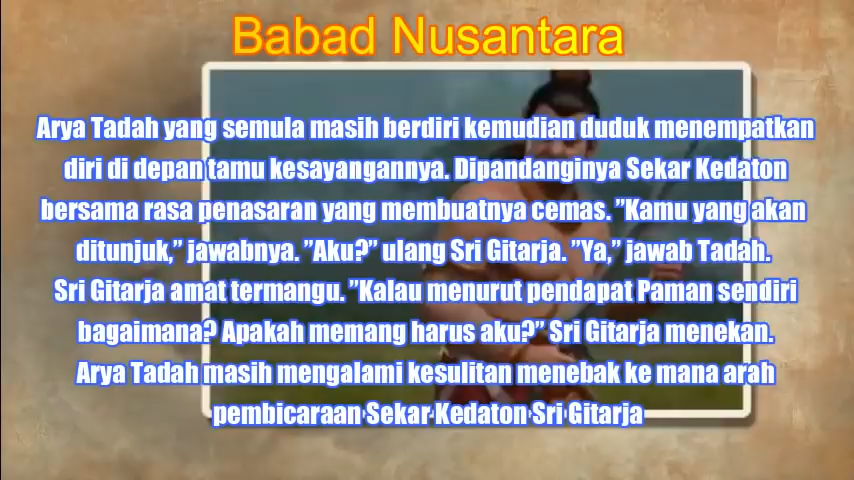 Babad Nusantara
Arya Tadah yang semula masih berdiri kemudian duduk menempatkan
diri di depan tamu kesayangannya. Dipandanginya Sekar Kedaton
bersama rasa penasaran yang membuatnya cemas. ”Kamu yang akan
ditunjuk,” jawabnya. ”Aku?” ulang Sri Gitarja. ”Ya,” jawab Tadah.
Sri Gitarja amat termangu. ”Kalau menurut pendapat Paman sendiri
bagaimana? Apakah memang harus aku?” Sri Gitarja menekan.
Arya Tadah masih mengalami kesulitan menebak ke mana arah
pembicaraan Sekar Kedaton Sri Gitarja